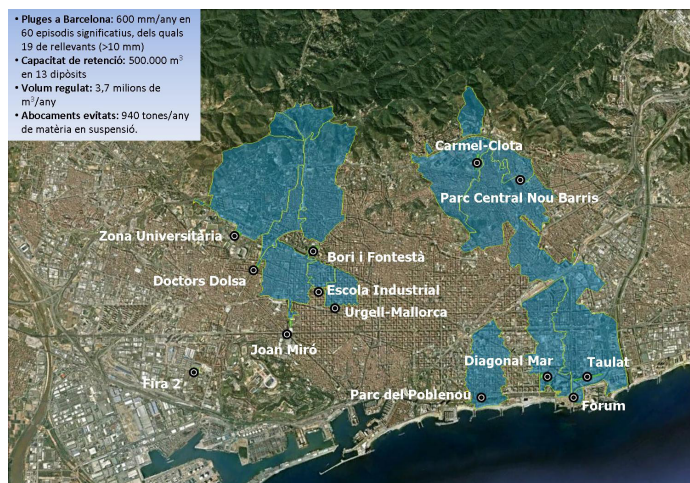 • Pluges a Barcelona: 600 mm/any en
60 episodis significatius, dels quals
19 de rellevants (>10 mm)
• Capacitat de retenció: 500.000 m³
en 13 dipòsits
• Volum regulat: 3,7 milions de
m³/any
• Abocaments evitats: 940 tones/any
de matèria en suspensió.
Carmel-Clota
Parc Central Nou Barris
Zona Universitària
Bori i Fontestà
Doctors Dolsa
Escola Industrial
Urgell-Mallorca
Joan Miró
Diagonal Mar
Taulat
Fira 2
Parc del Poblenou
Fòrum